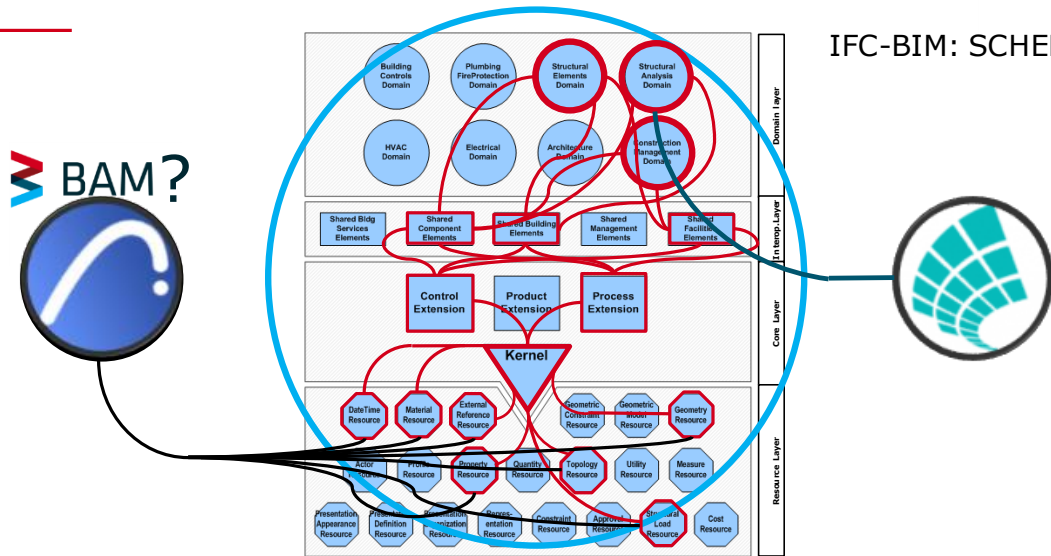 IFC-BIM: SCHE
BAM?
Building
Controls
Domain
Plumbing
FireProtection
Domain
Structural
Elements
Domain
Structural
Analysis
Domain
HVAC
Domain
Electrical
Domain
Architecture
Domain
Construction
Management
Domain
Domain layer
Shared Bldg
Services
Elements
Shared
Component
Elements
Shared Building
Elements
Shared
Management
Elements
Shared
Facilities
Elements
Interop.Layer
Control
Extension
Product
Extension
Process
Extension
Kernel
Core Layer
DateTime
Resource
Material
Resource
External
Reference
Resource
Geometric
Constraint
Resource
Geometric
Model
Resource
Geometry
Resource
Actor
Resource
Profile
Resource
Property
Resource
Quantity
Resource
Topology
Resource
Utility
Resource
Measure
Resource
Presentation
Appearance
Resource
Presentation
Definition
Resource
Presentation
Organization
Resource
Repres-
entation
Resource
Constraint
Resource
Approval
Resource
Structural
Load
Resource
Cost
Resource
Resource Layer